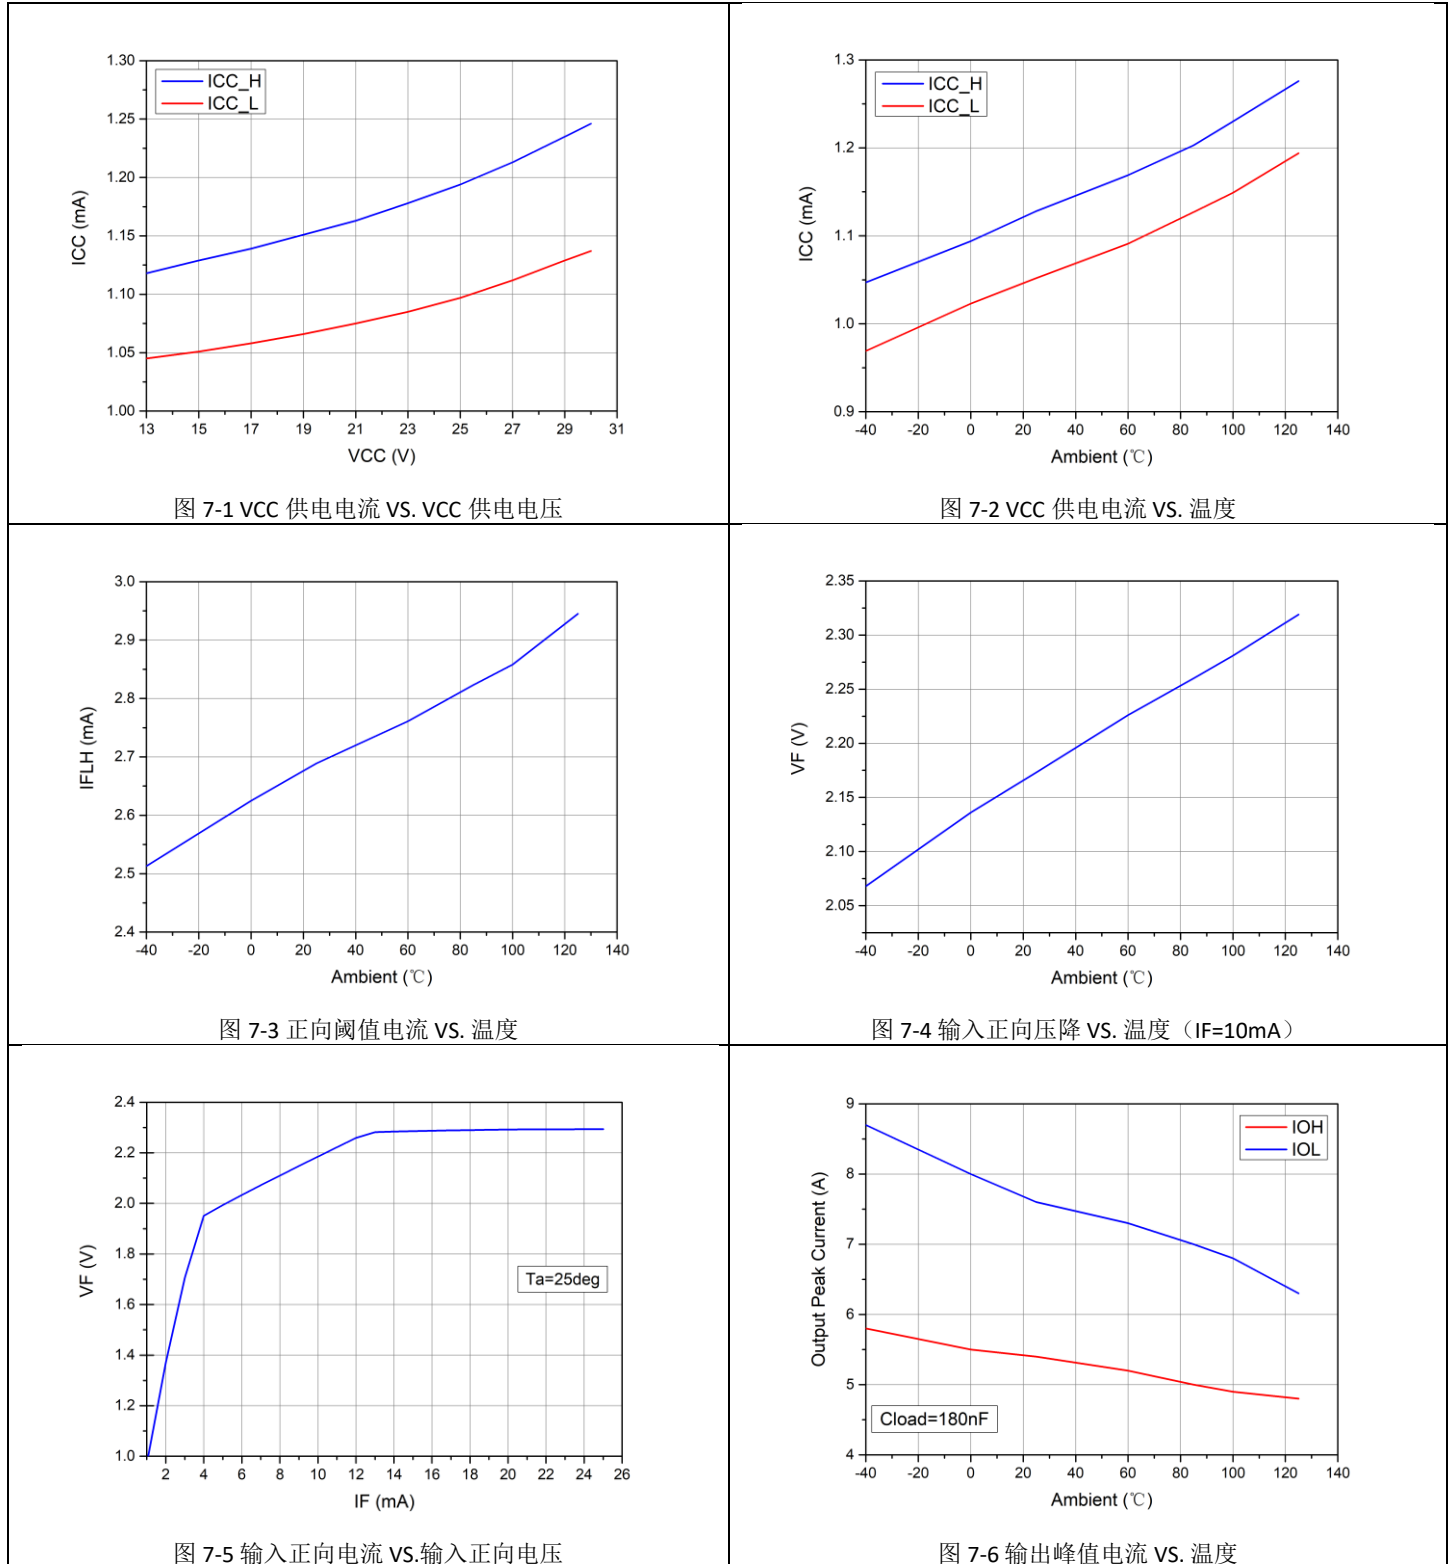 1.30
1.25
1.20
1.15
1.10
1.05
1.00
ICC (mA)
ICC_H
ICC_L
13 15 17 19 21 23 25 27 29 31
VCC (V)
图 7-1 VCC 供电电流 VS. VCC 供电电压
1.3
1.2
1.1
1.0
0.9
ICC (mA)
ICC_H
ICC_L
-40 -20 0 20 40 60 80 100 120 140
Ambient (℃)
图 7-2 VCC 供电电流 VS. 温度
3.0
2.9
2.8
2.7
2.6
2.5
2.4
IFLH (mA)
-40 -20 0 20 40 60 80 100 120 140
Ambient (℃)
图 7-3 正向阈值电流 VS. 温度
2.35
2.30
2.25
2.20
2.15
2.10
2.05
VF (V)
-40 -20 0 20 40 60 80 100 120 140
Ambient (℃)
图 7-4 输入正向压降 VS. 温度（IF=10mA）
2.4
2.2
2.0
1.8
1.6
1.4
1.2
1.0
VF (V)
Ta=25deg
2 4 6 8 10 12 14 16 18 20 22 24 26
IF (mA)
图 7-5 输入正向电流 VS.输入正向电压
9
8
7
6
5
4
Output Peak Current (A)
IOH
IOL
Cload=180nF
-40 -20 0 20 40 60 80 100 120 140
Ambient (℃)
图 7-6 输出峰值电流 VS. 温度